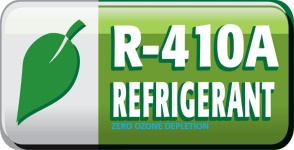 R-410A
REFRIGERANT
ZERO OZONE DEPLETION